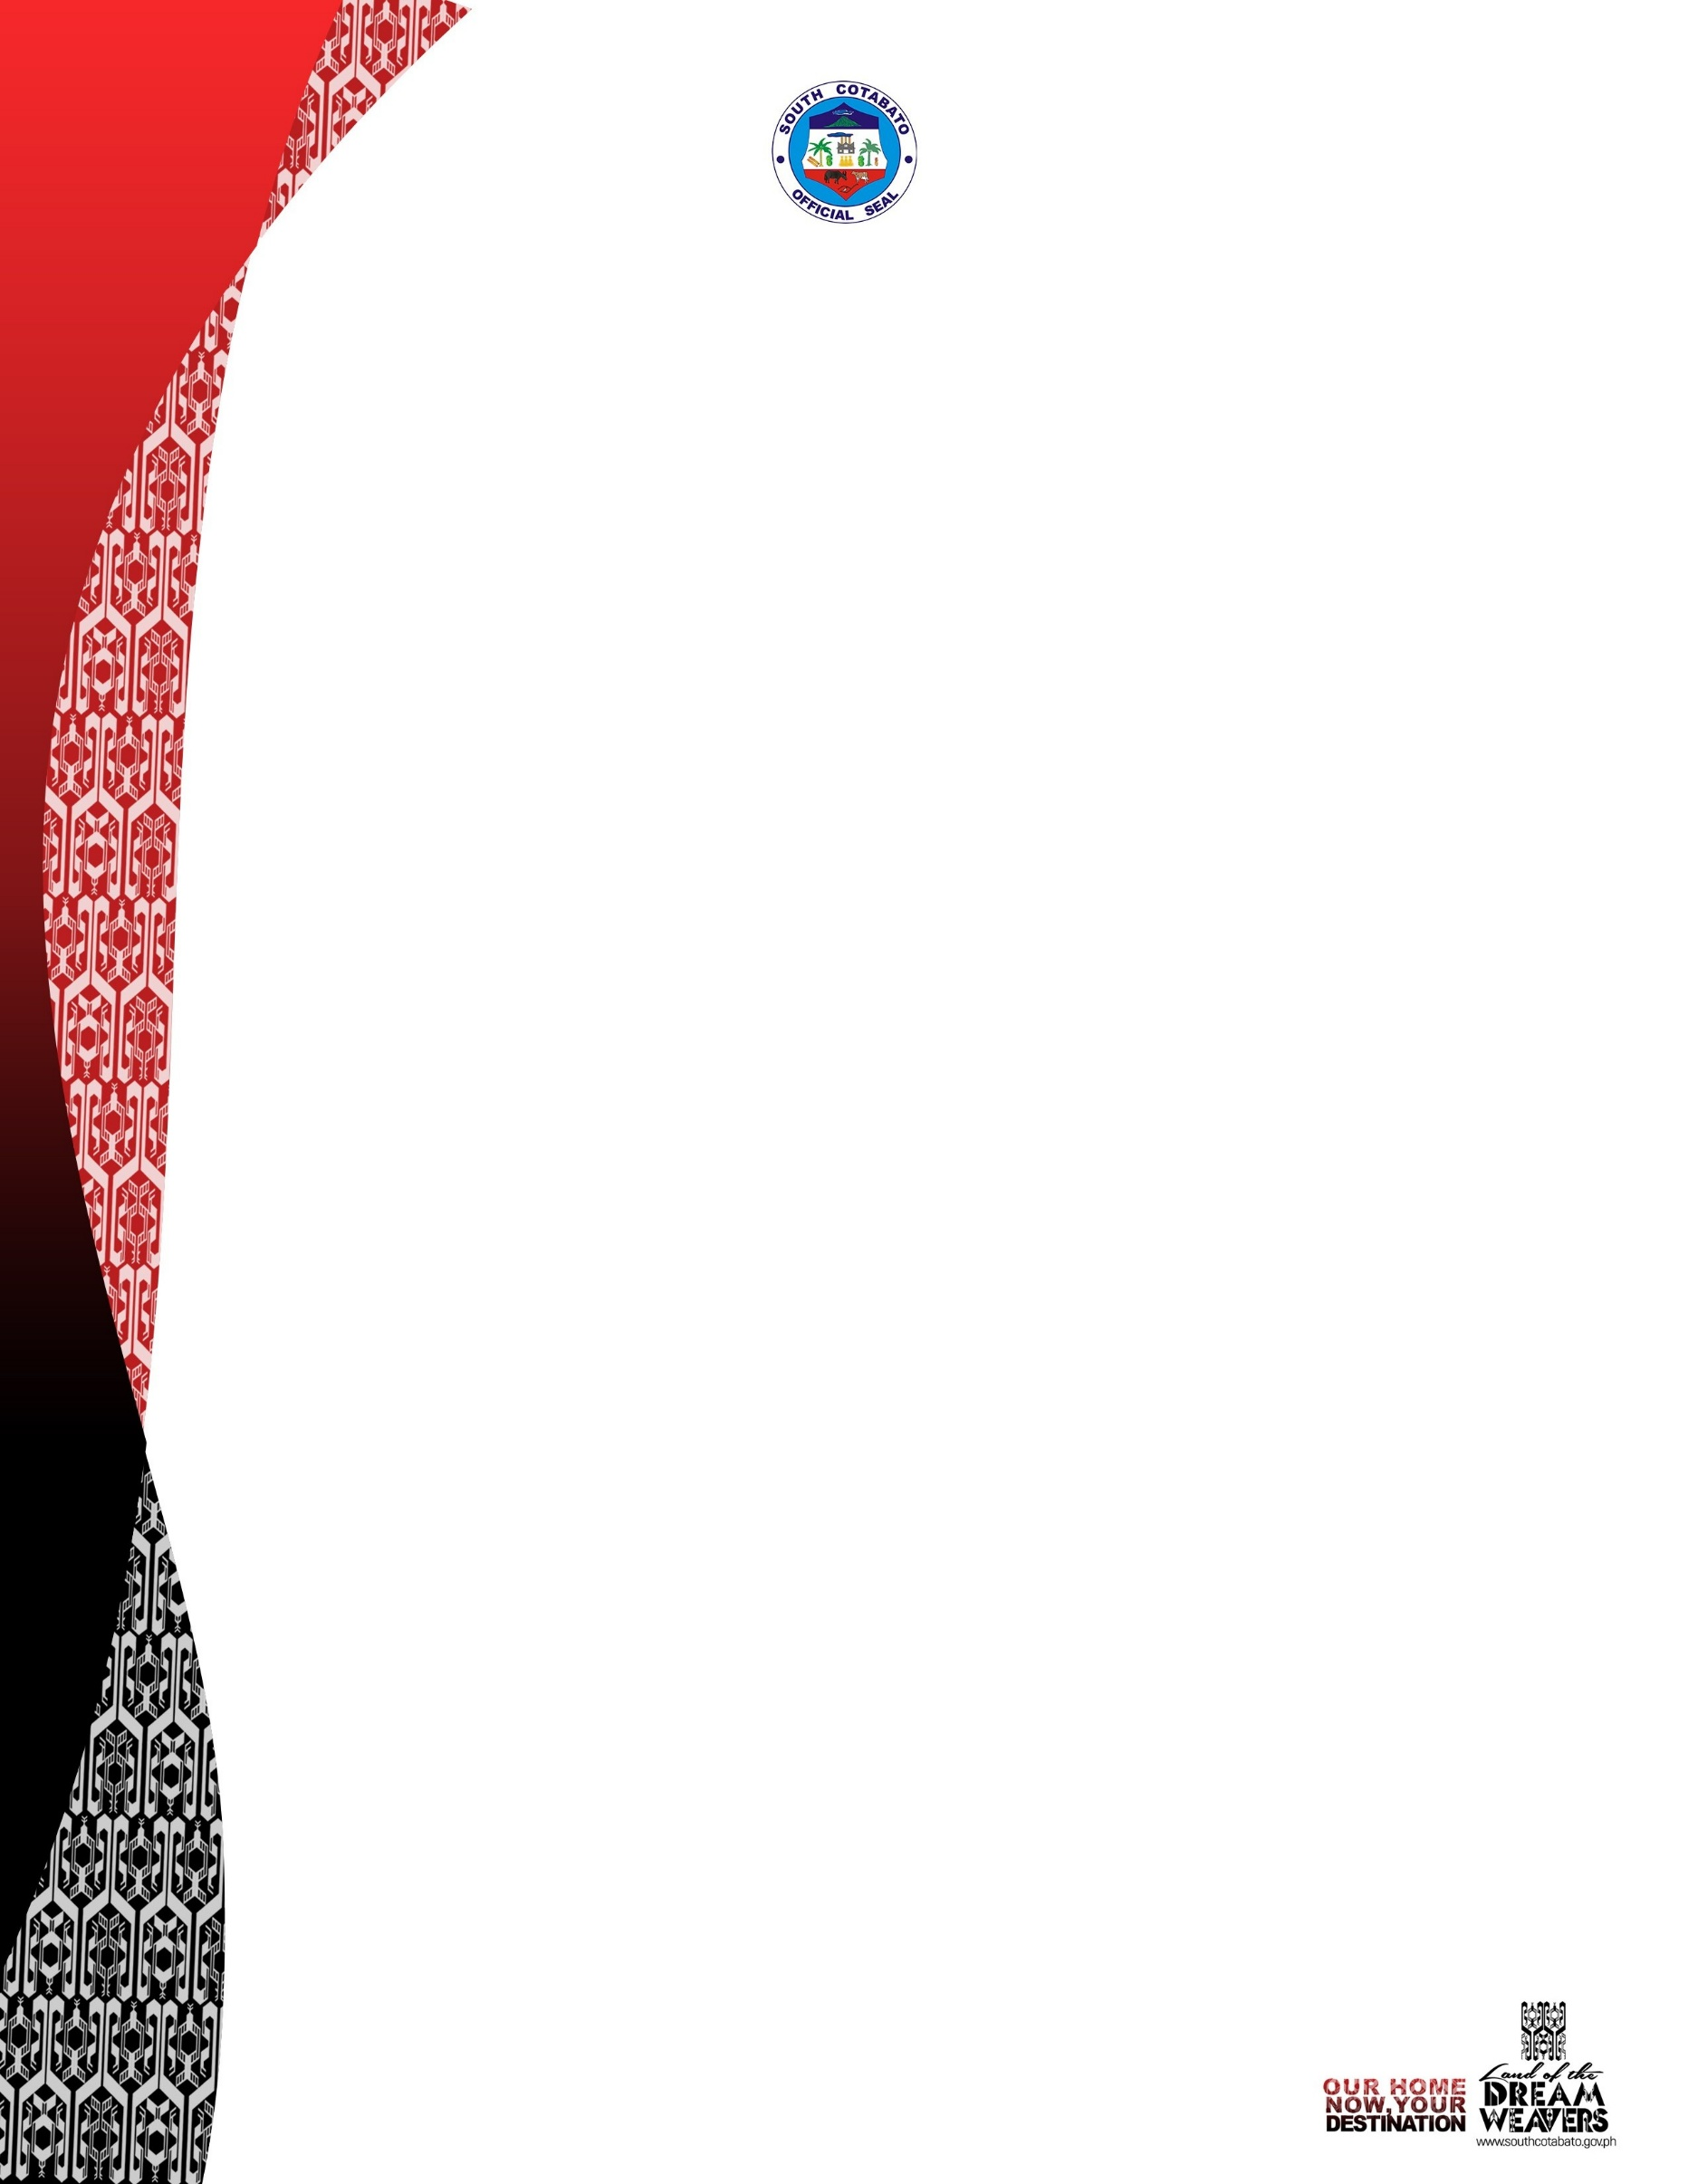 SOUTH COTABATO
OFFICIAL SEAL
OUR HOME
NOW, YOUR
DESTINATION
Land of the
DREAM
WEAVERS
www.southcotabato.gov.ph